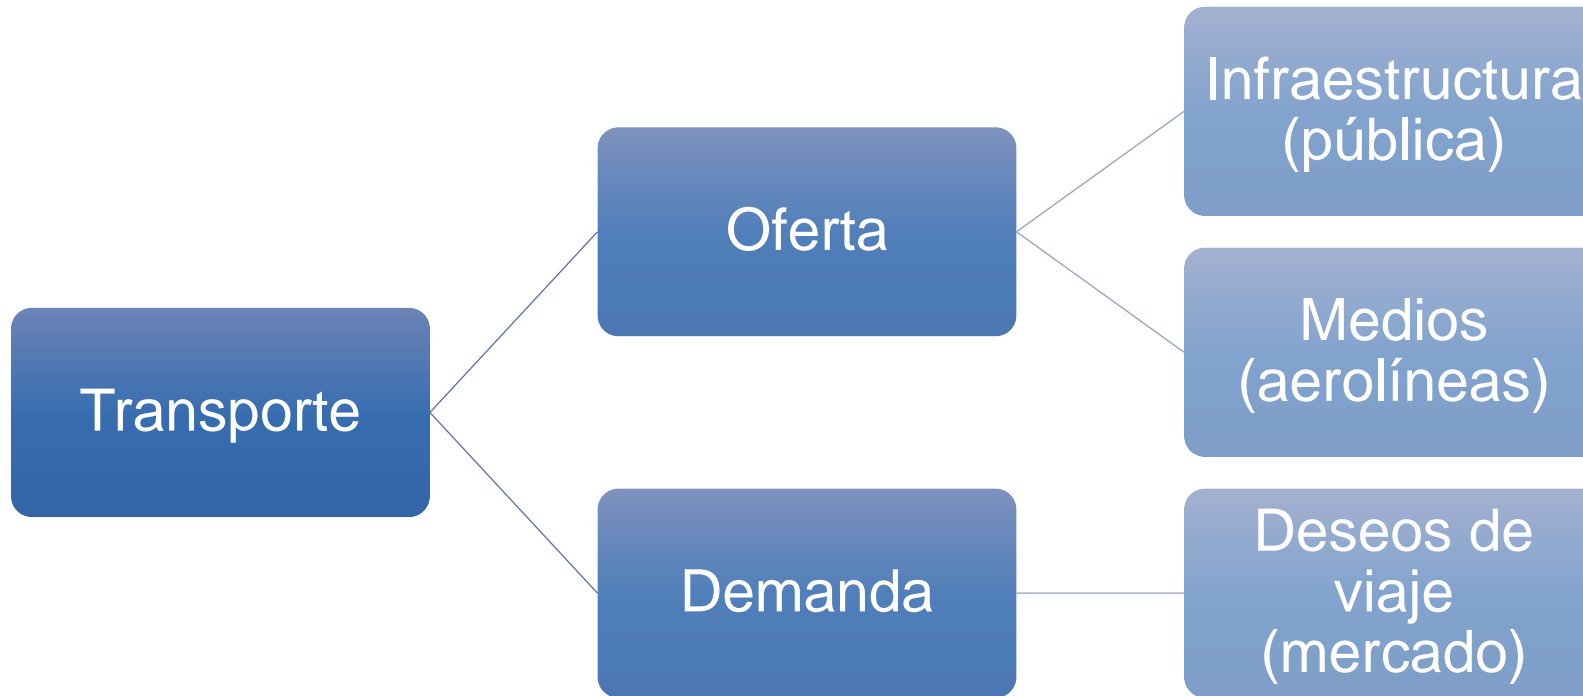 Transporte
Oferta
Infraestructura
(pública)
Medios
(aerolíneas)
Demanda
Deseos de
viaje
(mercado)